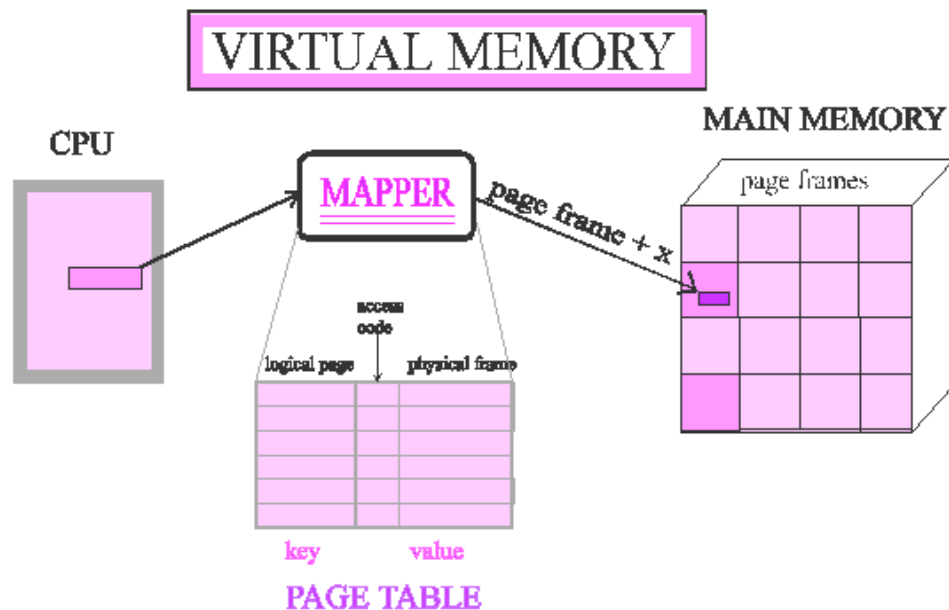 VIRTUAL MEMORY
MAIN MEMORY
CPU
page frames
MAPPER
page frame + x
access
code
logical page
physical frame
key
value
PAGE TABLE